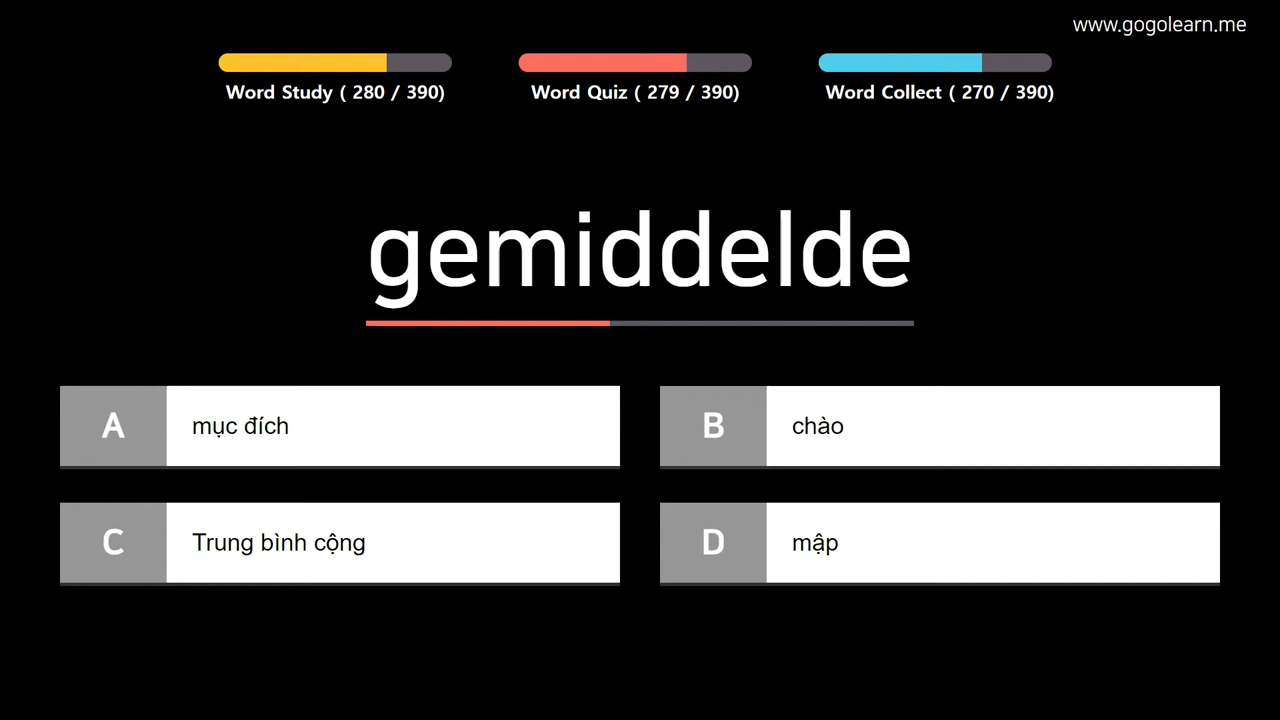 www.gogolearn.me
Word Study ( 280 / 390)
Word Quiz ( 279 / 390)
Word Collect ( 270 / 390)
gemiddelde
A
mục đích
B
chào
C
Trung bình cộng
D
mập